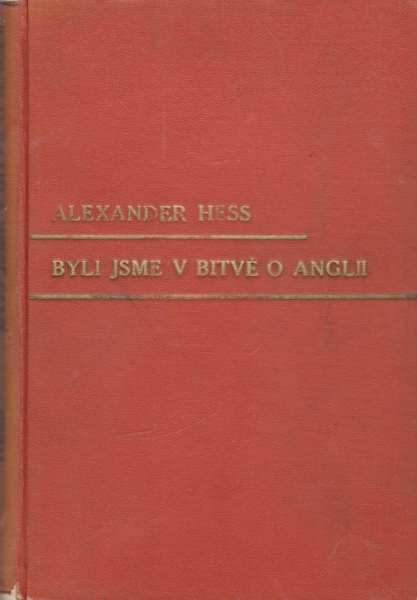 ALEXANDER HESS
BYLI JSME V BITVĚ O ANGLII